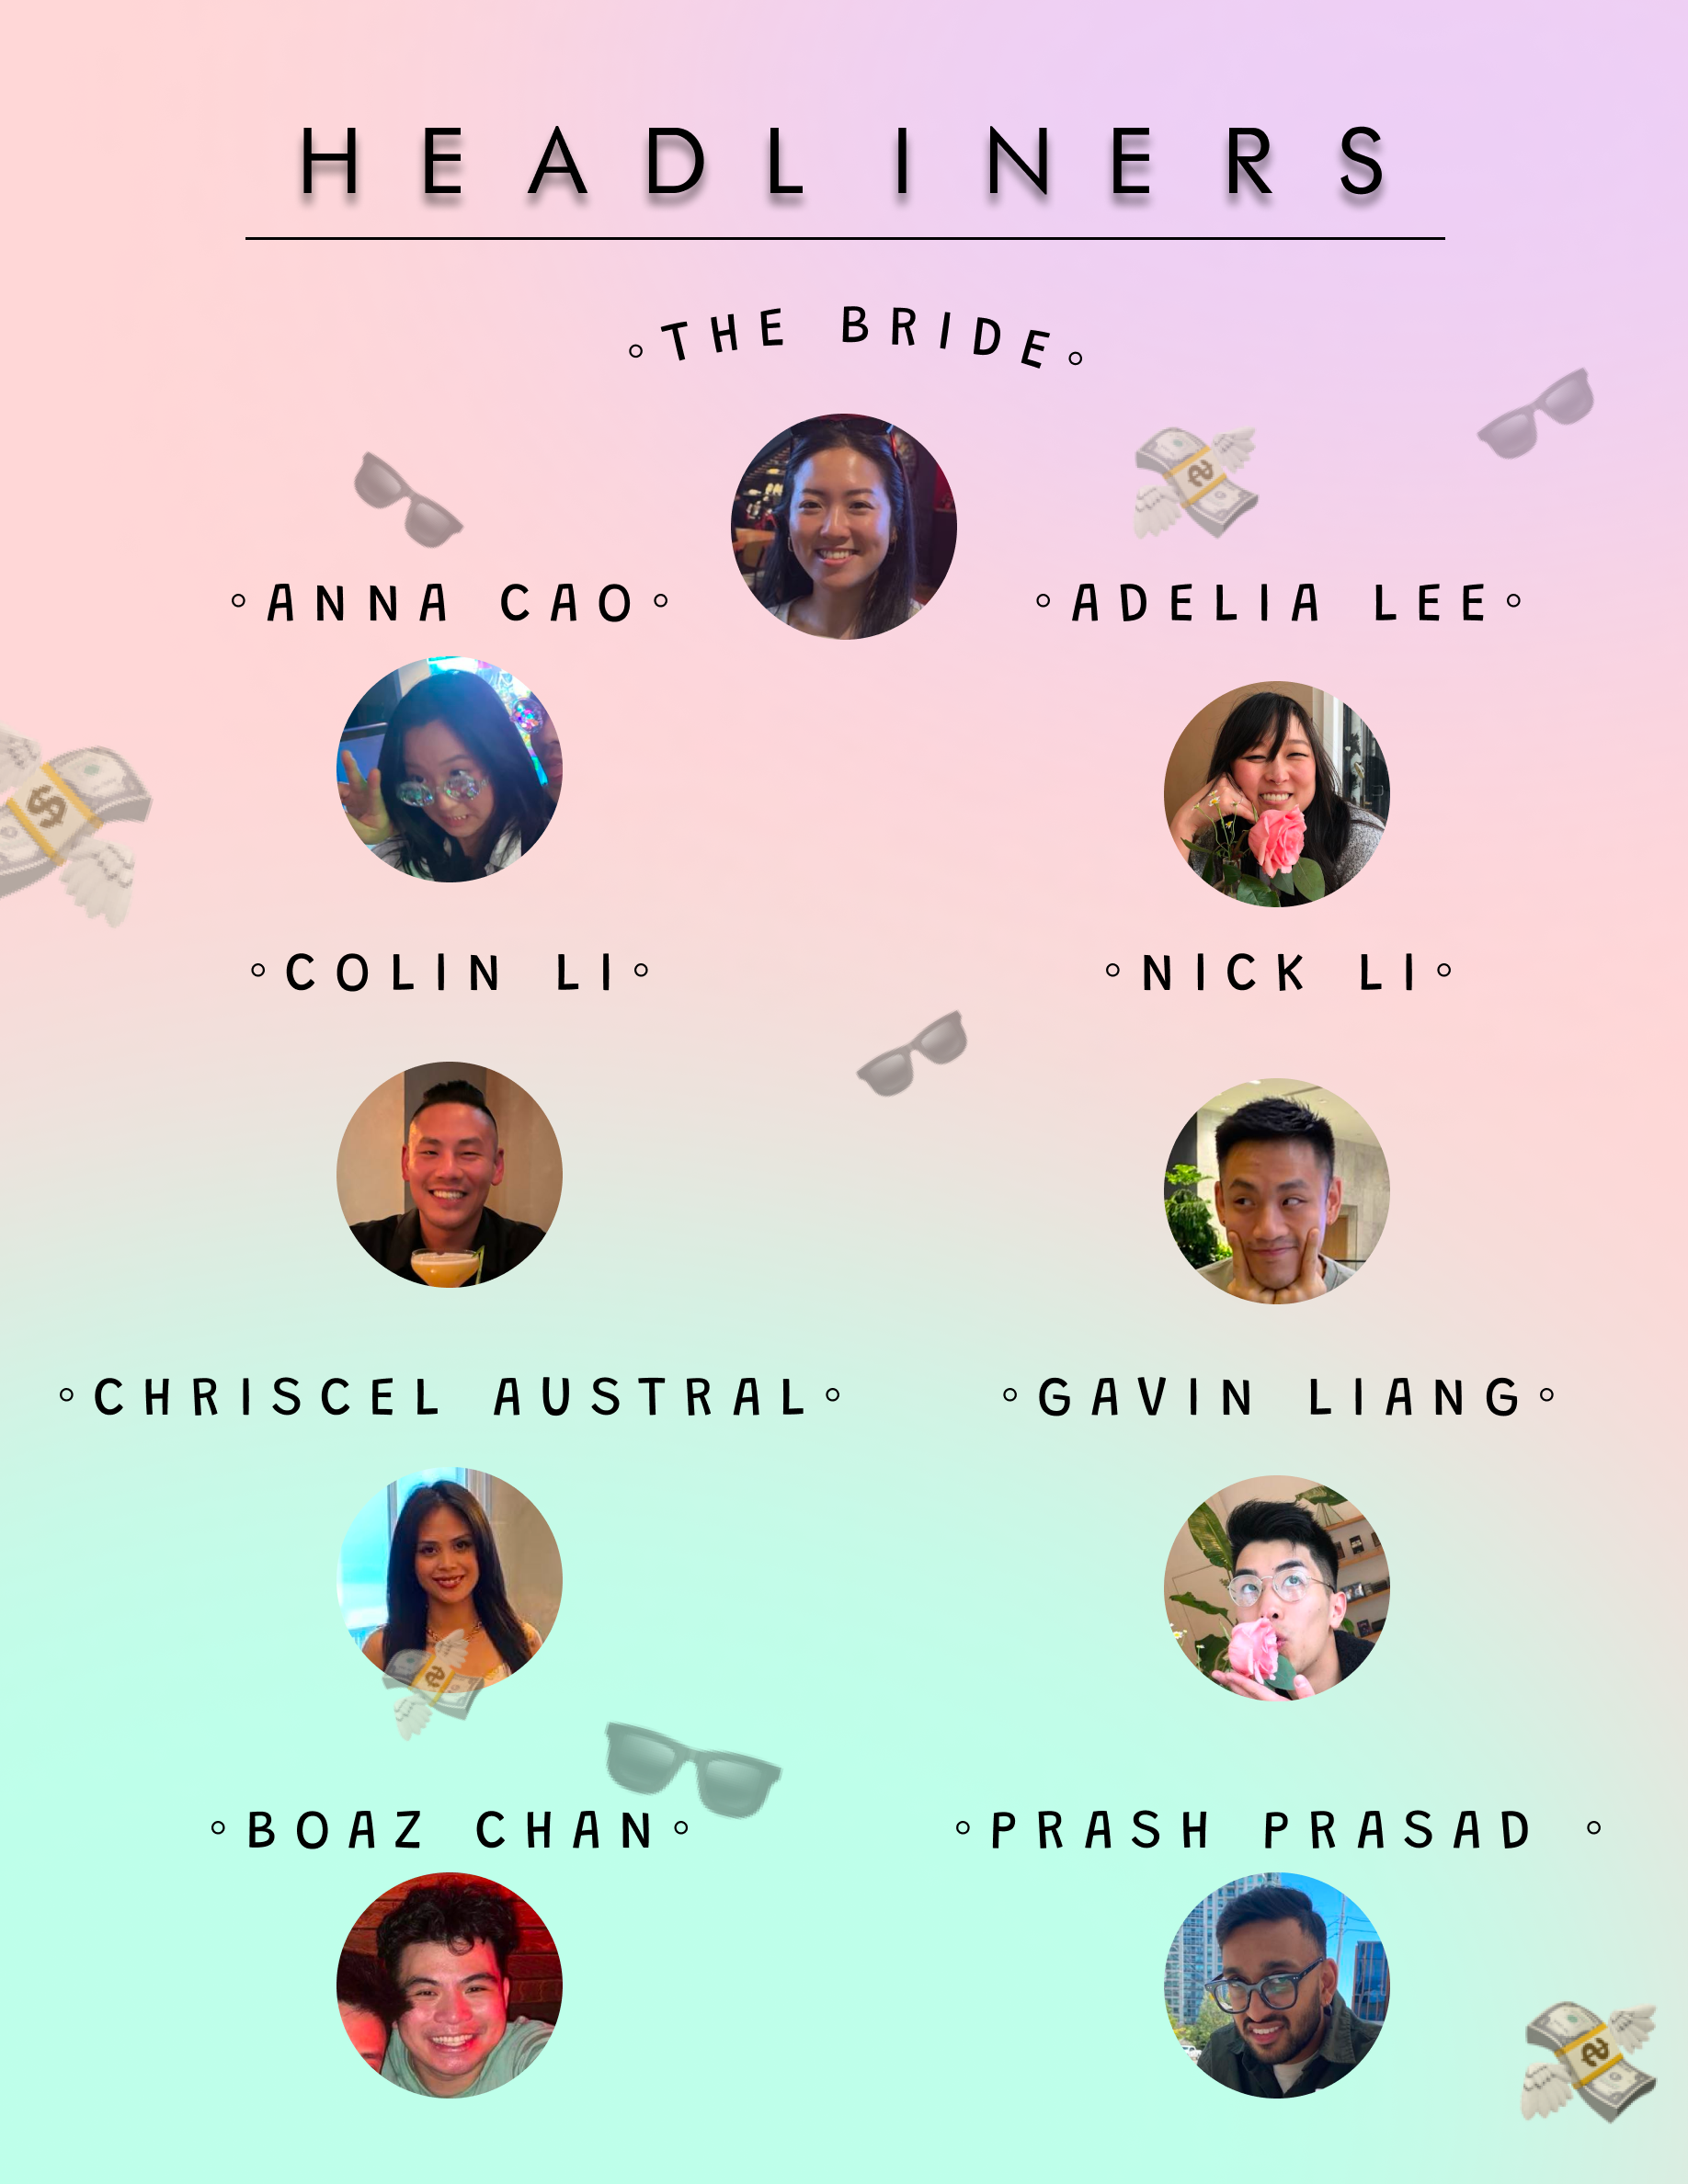 HEADLINERS
°THE BRIDE°
°ANNA CAO°
°ADELIA LEE°
°COLIN LI°
°NICK LI°
°CHRISCEL AUSTRAL°
°GAVIN LIANG°
°BOAZ CHAN°
°PRASH PRASAD °